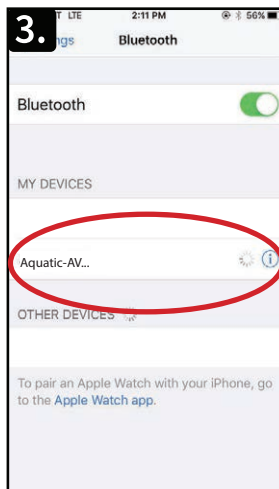 3.
T LTE 2:11 PM 56%
ngs Bluetooth
Bluetooth
MY DEVICES
Aquatic-AV...
OTHER DEVICES
To pair an Apple Watch with your iPhone, go
to the Apple Watch app.